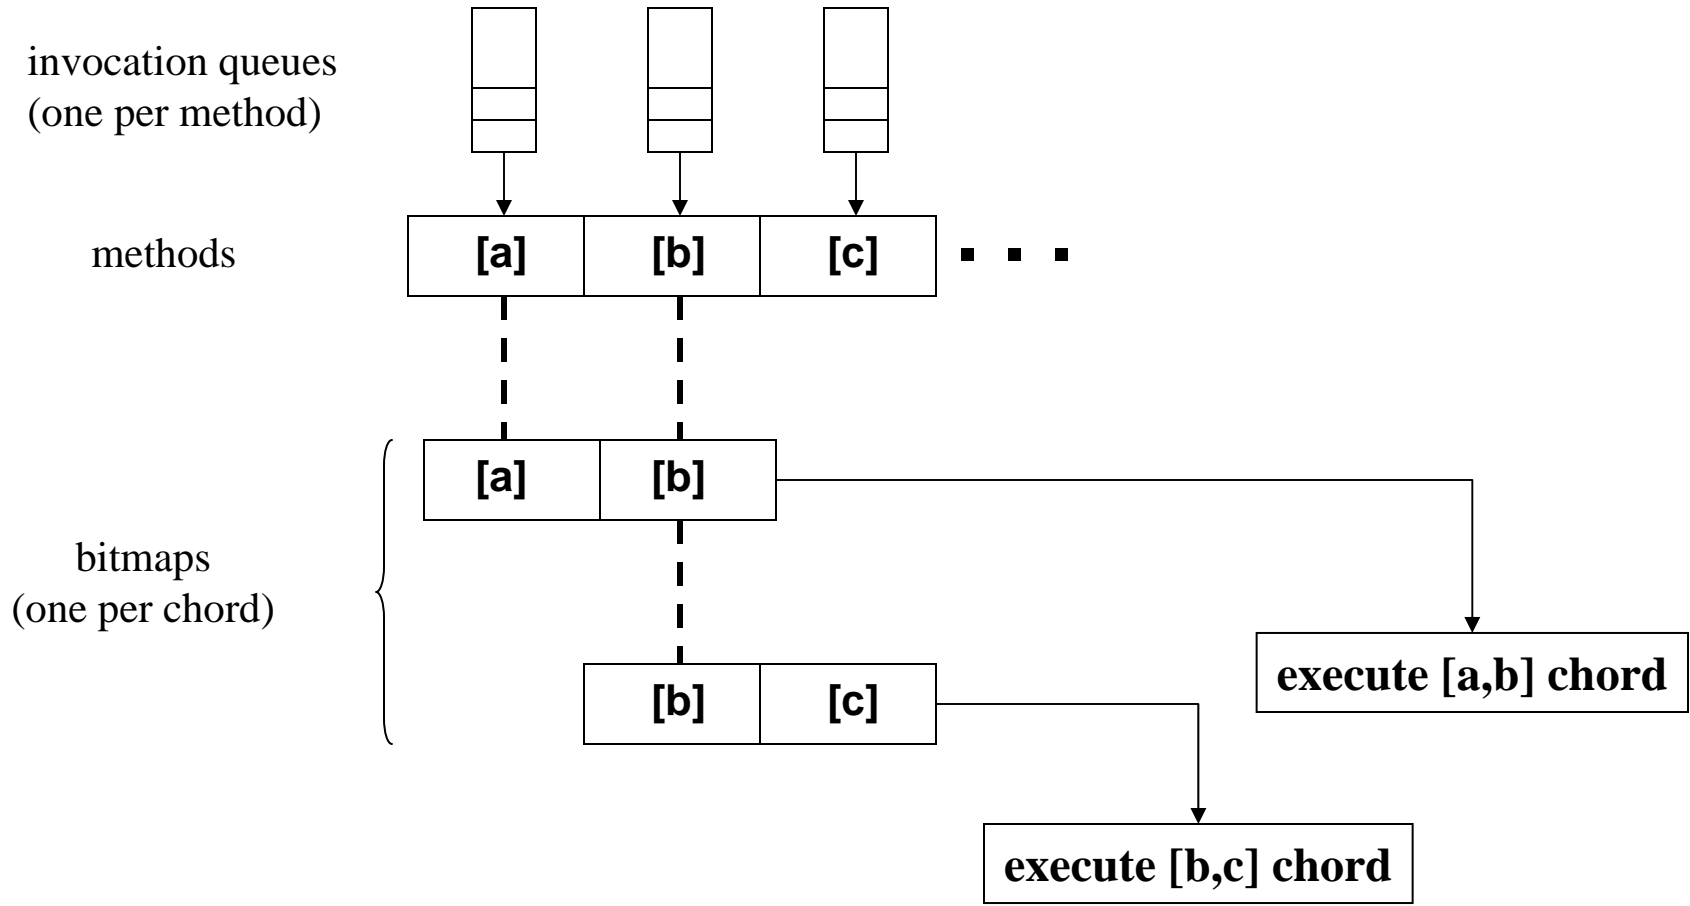 invocation queues
(one per method)
methods
[a] [b] [c] ...
[a] [b]
bitmaps
(one per chord)
execute [a,b] chord
[b] [c]
execute [b,c] chord